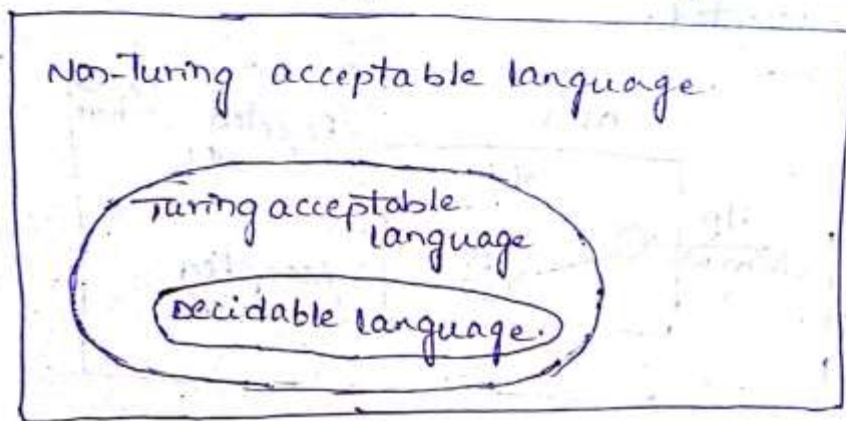 Non-Turing acceptable language.
Turing acceptable
language
Decidable language.